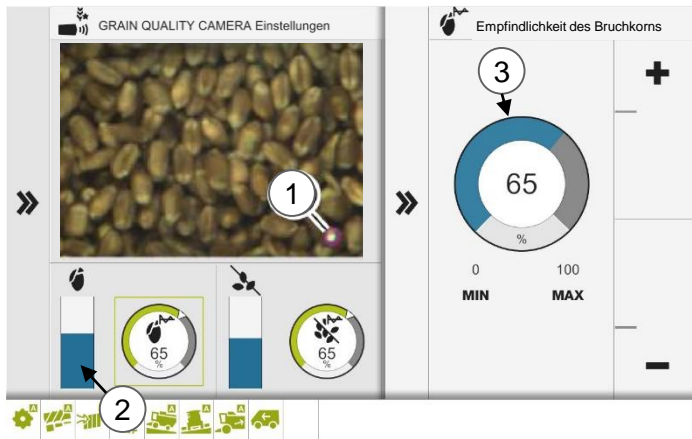 GRAIN QUALITY CAMERA Einstellungen
1
65
%
65
%
2
A
A
A
A
A
Empfindlichkeit des Bruchkorns
3
65
%
0 100
MIN MAX